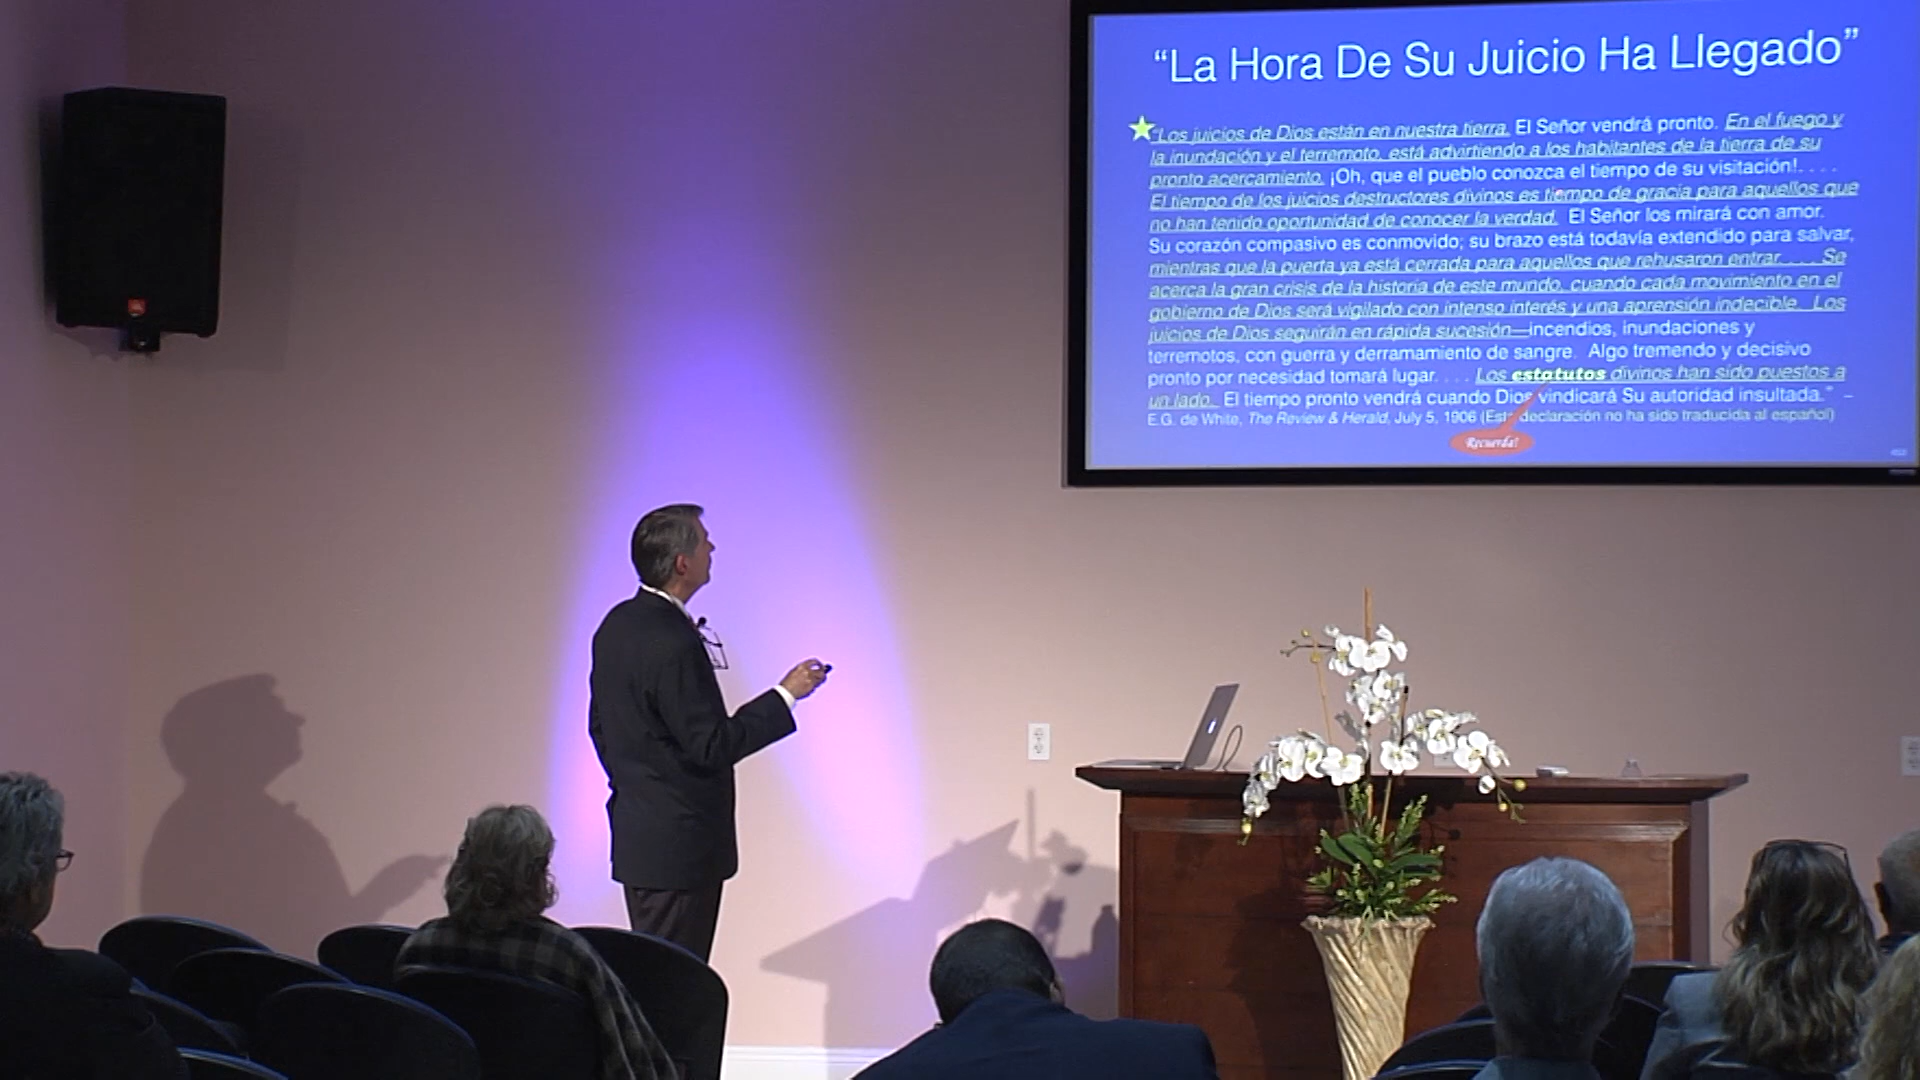 “La Hora De Su Juicio Ha Llegado”
“Los juicios de Dios están en nuestra tierra. El Señor vendrá pronto. En el fuego y
la inundación y el terremoto, está advirtiendo a los habitantes de la tierra de su
pronto acercamiento. ¡Oh, que el pueblo conozca el tiempo de su visitación!. . . .
El tiempo de los juicios destructores divinos es tiempo de gracia para aquellos que
no han tenido oportunidad de conocer la verdad. El Señor los mirará con amor.
Su corazón compasivo es conmovido; su brazo está todavía extendido para salvar,
mientras que la puerta ya está cerrada para aquellos que rehusaron entrar. . . . Se
acerca la gran crisis de la historia de este mundo, cuando cada movimiento en el
gobierno de Dios será vigilado con intenso interés y una aprensión indecible. Los
juicios de Dios seguirán en rápida sucesión—incendios, inundaciones y
terremotos, con guerra y derramamiento de sangre. Algo tremendo y decisivo
pronto por necesidad tomará lugar. . . . Los estatutos divinos han sido puestos a
un lado. El tiempo pronto vendrá cuando Dios vindicará Su autoridad insultada.” –
E.G. de White, The Review & Herald, July 5, 1906 (Esta declaración no ha sido traducida al español)
Recuerda!